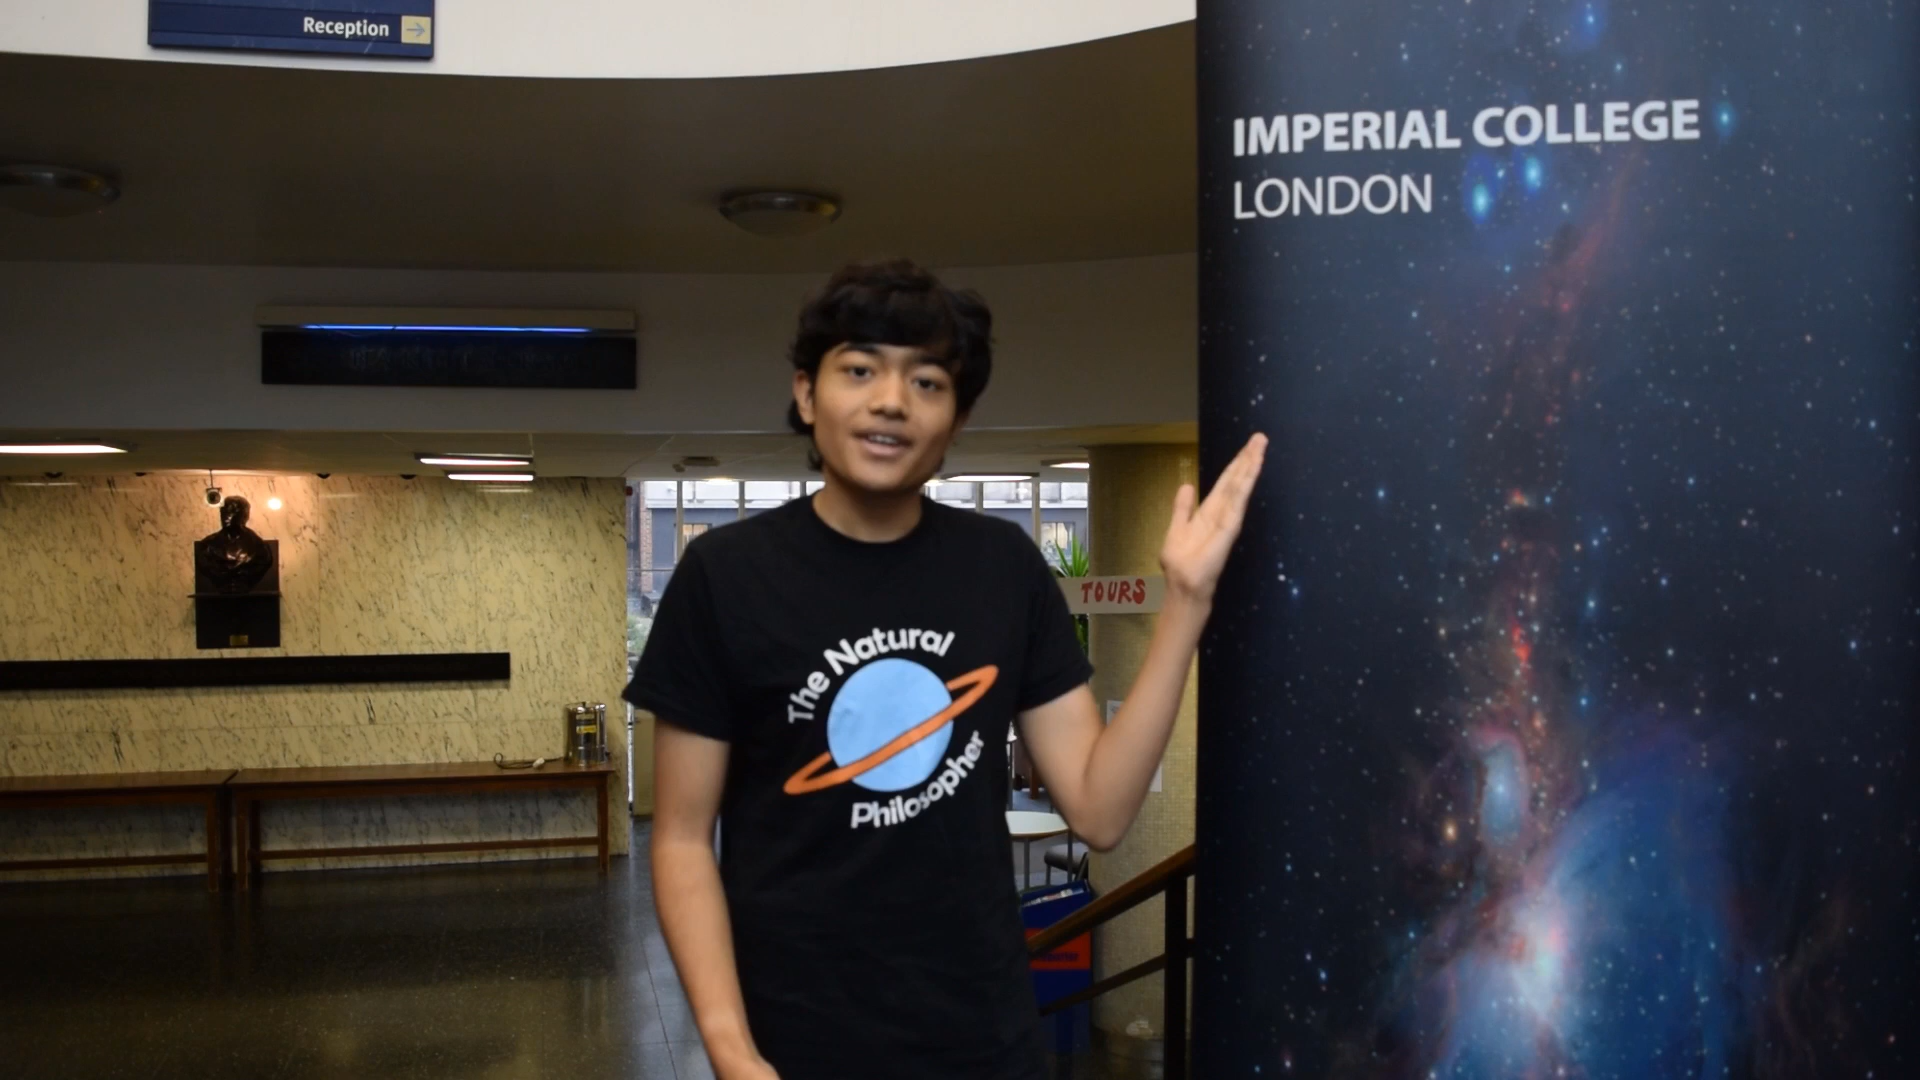 Reception
IMPERIAL COLLEGE
LONDON
TOURS
The Natural
Philosopher